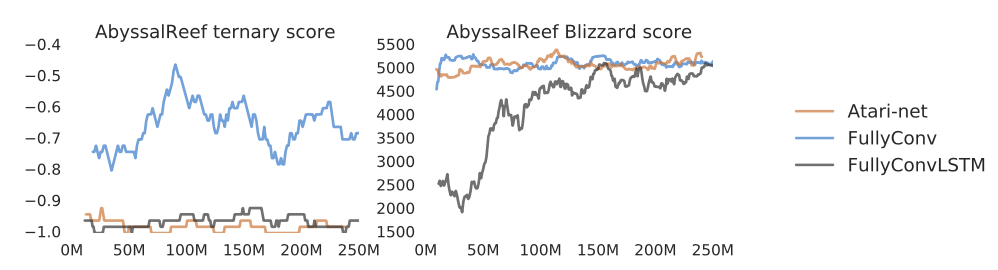 AbyssalReef ternary score
−0.4
−0.5
−0.6
−0.7
−0.8
−0.9
−1.0
0M 50M 100M 150M 200M 250M
AbyssalReef Blizzard score
5500
5000
4500
4000
3500
3000
2500
2000
1500
0M 50M 100M 150M 200M 250M
Atari-net
FullyConv
FullyConvLSTM